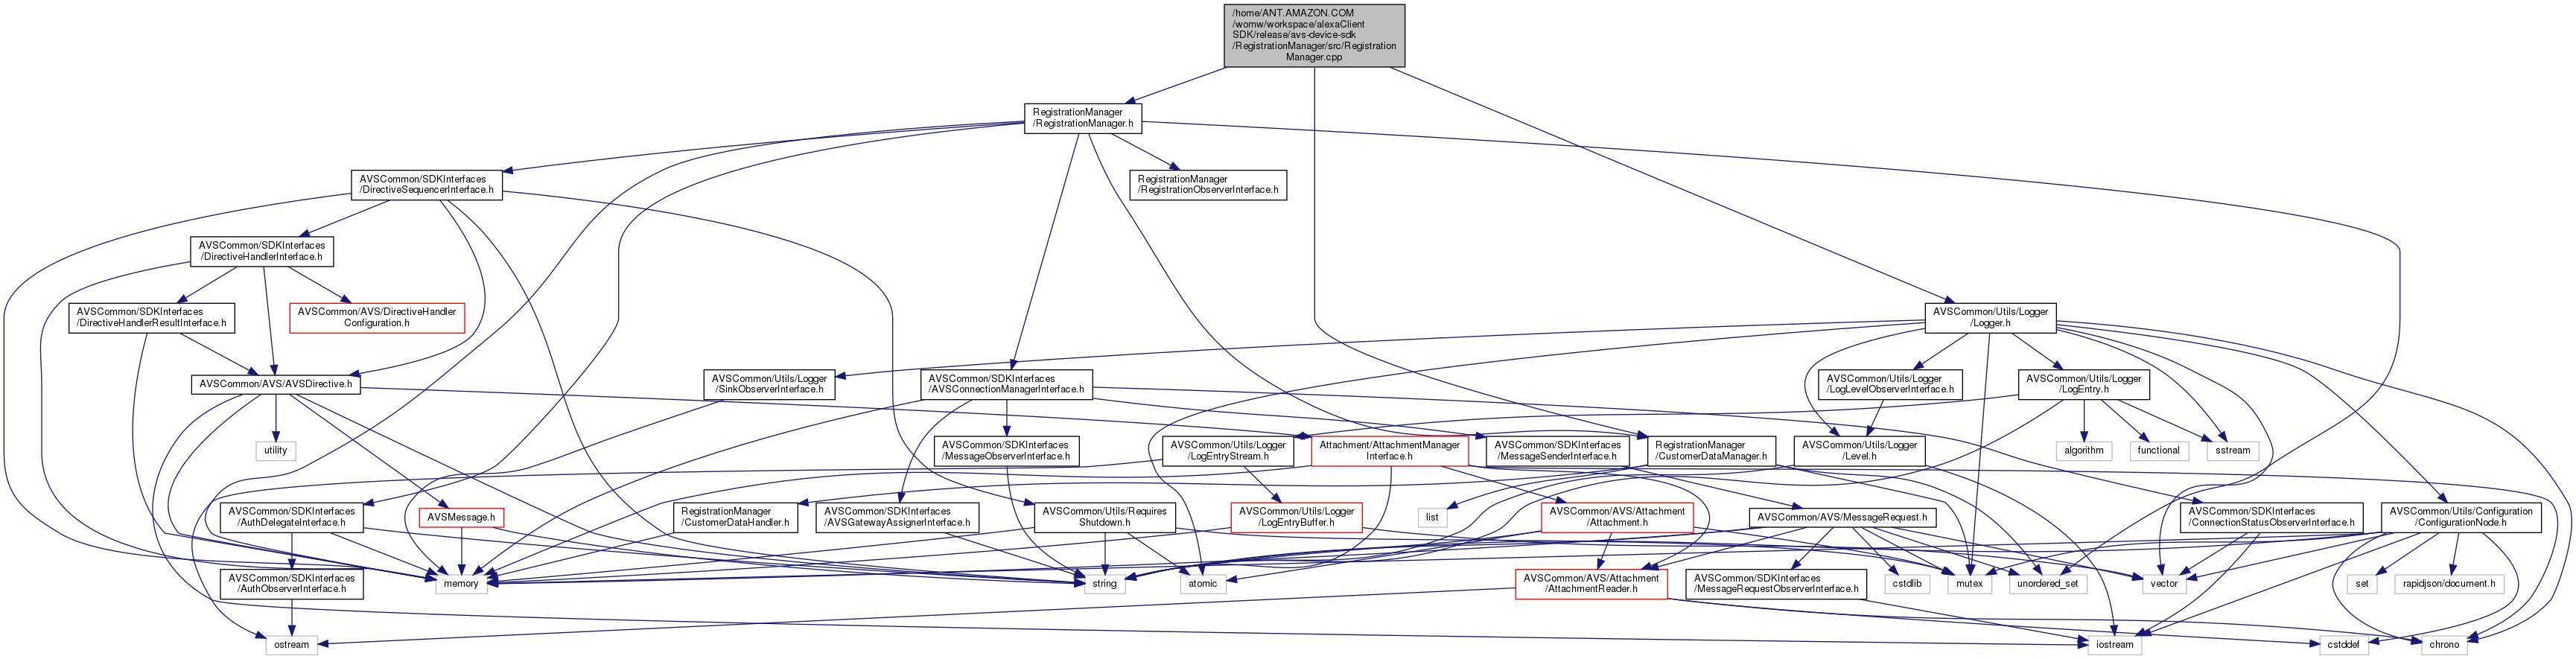 /home/ANT.AMAZON.COM
/womw/workspace/alexaClient
SDK/release/avs-device-sdk
/RegistrationManager/src/Registration
Manager.cpp
RegistrationManager
/RegistrationManager.h
AVSCommon/SDKInterfaces
/DirectiveSequencerInterface.h
RegistrationManager
/RegistrationObserverInterface.h
AVSCommon/SDKInterfaces
/DirectiveHandlerInterface.h
AVSCommon/SDKInterfaces
/DirectiveHandlerResultInterface.h
AVSCommon/AVS/DirectiveHandler
Configuration.h
AVSCommon/Utils/Logger
/Logger.h
AVSCommon/AVS/AVSDirective.h
AVSCommon/Utils/Logger
/SinkObserverInterface.h
AVSCommon/SDKInterfaces
/AVSConnectionManagerInterface.h
AVSCommon/Utils/Logger
/LogLevelObserverInterface.h
AVSCommon/Utils/Logger
/LogEntry.h
utility
AVSCommon/SDKInterfaces
/MessageObserverInterface.h
AVSCommon/Utils/Logger
/LogEntryStream.h
Attachment/AttachmentManager
Interface.h
AVSCommon/SDKInterfaces
/MessageSenderInterface.h
RegistrationManager
/CustomerDataManager.h
AVSCommon/Utils/Logger
/Level.h
algorithm
functional
sstream
AVSCommon/SDKInterfaces
/AuthDelegateInterface.h
AVSMessage.h
RegistrationManager
/CustomerDataHandler.h
AVSCommon/SDKInterfaces
/AVSGatewayAssignerInterface.h
AVSCommon/Utils/Requires
Shutdown.h
AVSCommon/Utils/Logger
/LogEntryBuffer.h
list
AVSCommon/AVS/Attachment
/Attachment.h
AVSCommon/AVS/MessageRequest.h
AVSCommon/SDKInterfaces
/ConnectionStatusObserverInterface.h
AVSCommon/Utils/Configuration
/ConfigurationNode.h
AVSCommon/SDKInterfaces
/AuthObserverInterface.h
memory
string
atomic
AVSCommon/AVS/Attachment
/AttachmentReader.h
AVSCommon/SDKInterfaces
/MessageRequestObserverInterface.h
cstdlib
mutex
unordered_set
vector
set
rapidjson/document.h
ostream
iostream
cstddef
chrono